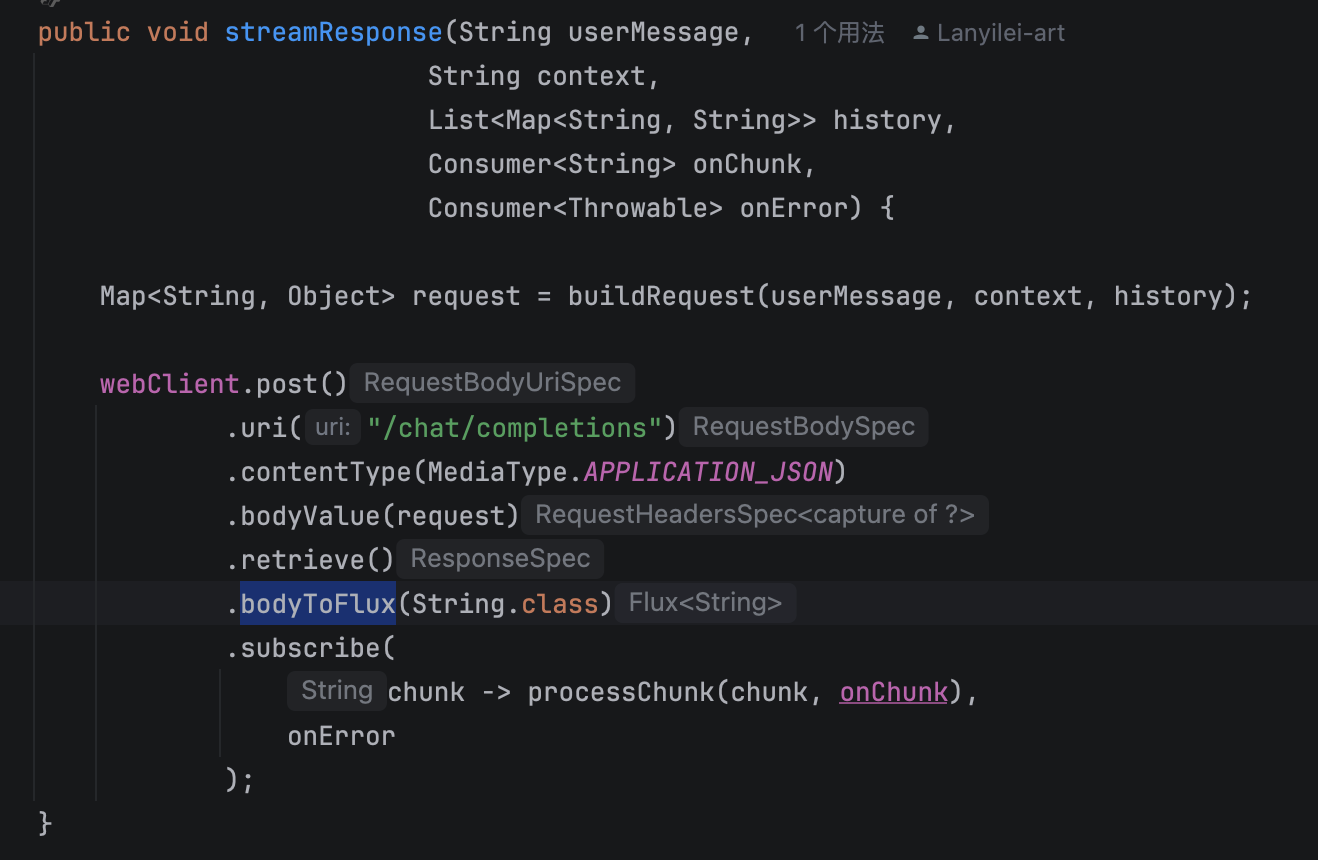 public void streamResponse(String userMessage, 1 个用法 Lanyilei-art
String context,
List<Map<String, String>> history,
Consumer<String> onChunk,
Consumer<Throwable> onError) {
Map<String, Object> request = buildRequest(userMessage, context, history);
webClient.post() RequestBodyUriSpec
.uri( uri: "/chat/completions") RequestBodySpec
.contentType(MediaType.APPLICATION_JSON)
.bodyValue(request) RequestHeadersSpec<capture of ?>
.retrieve() ResponseSpec
.bodyToFlux(String.class) Flux<String>
.subscribe(
String chunk -> processChunk(chunk, onChunk),
onError
);
}